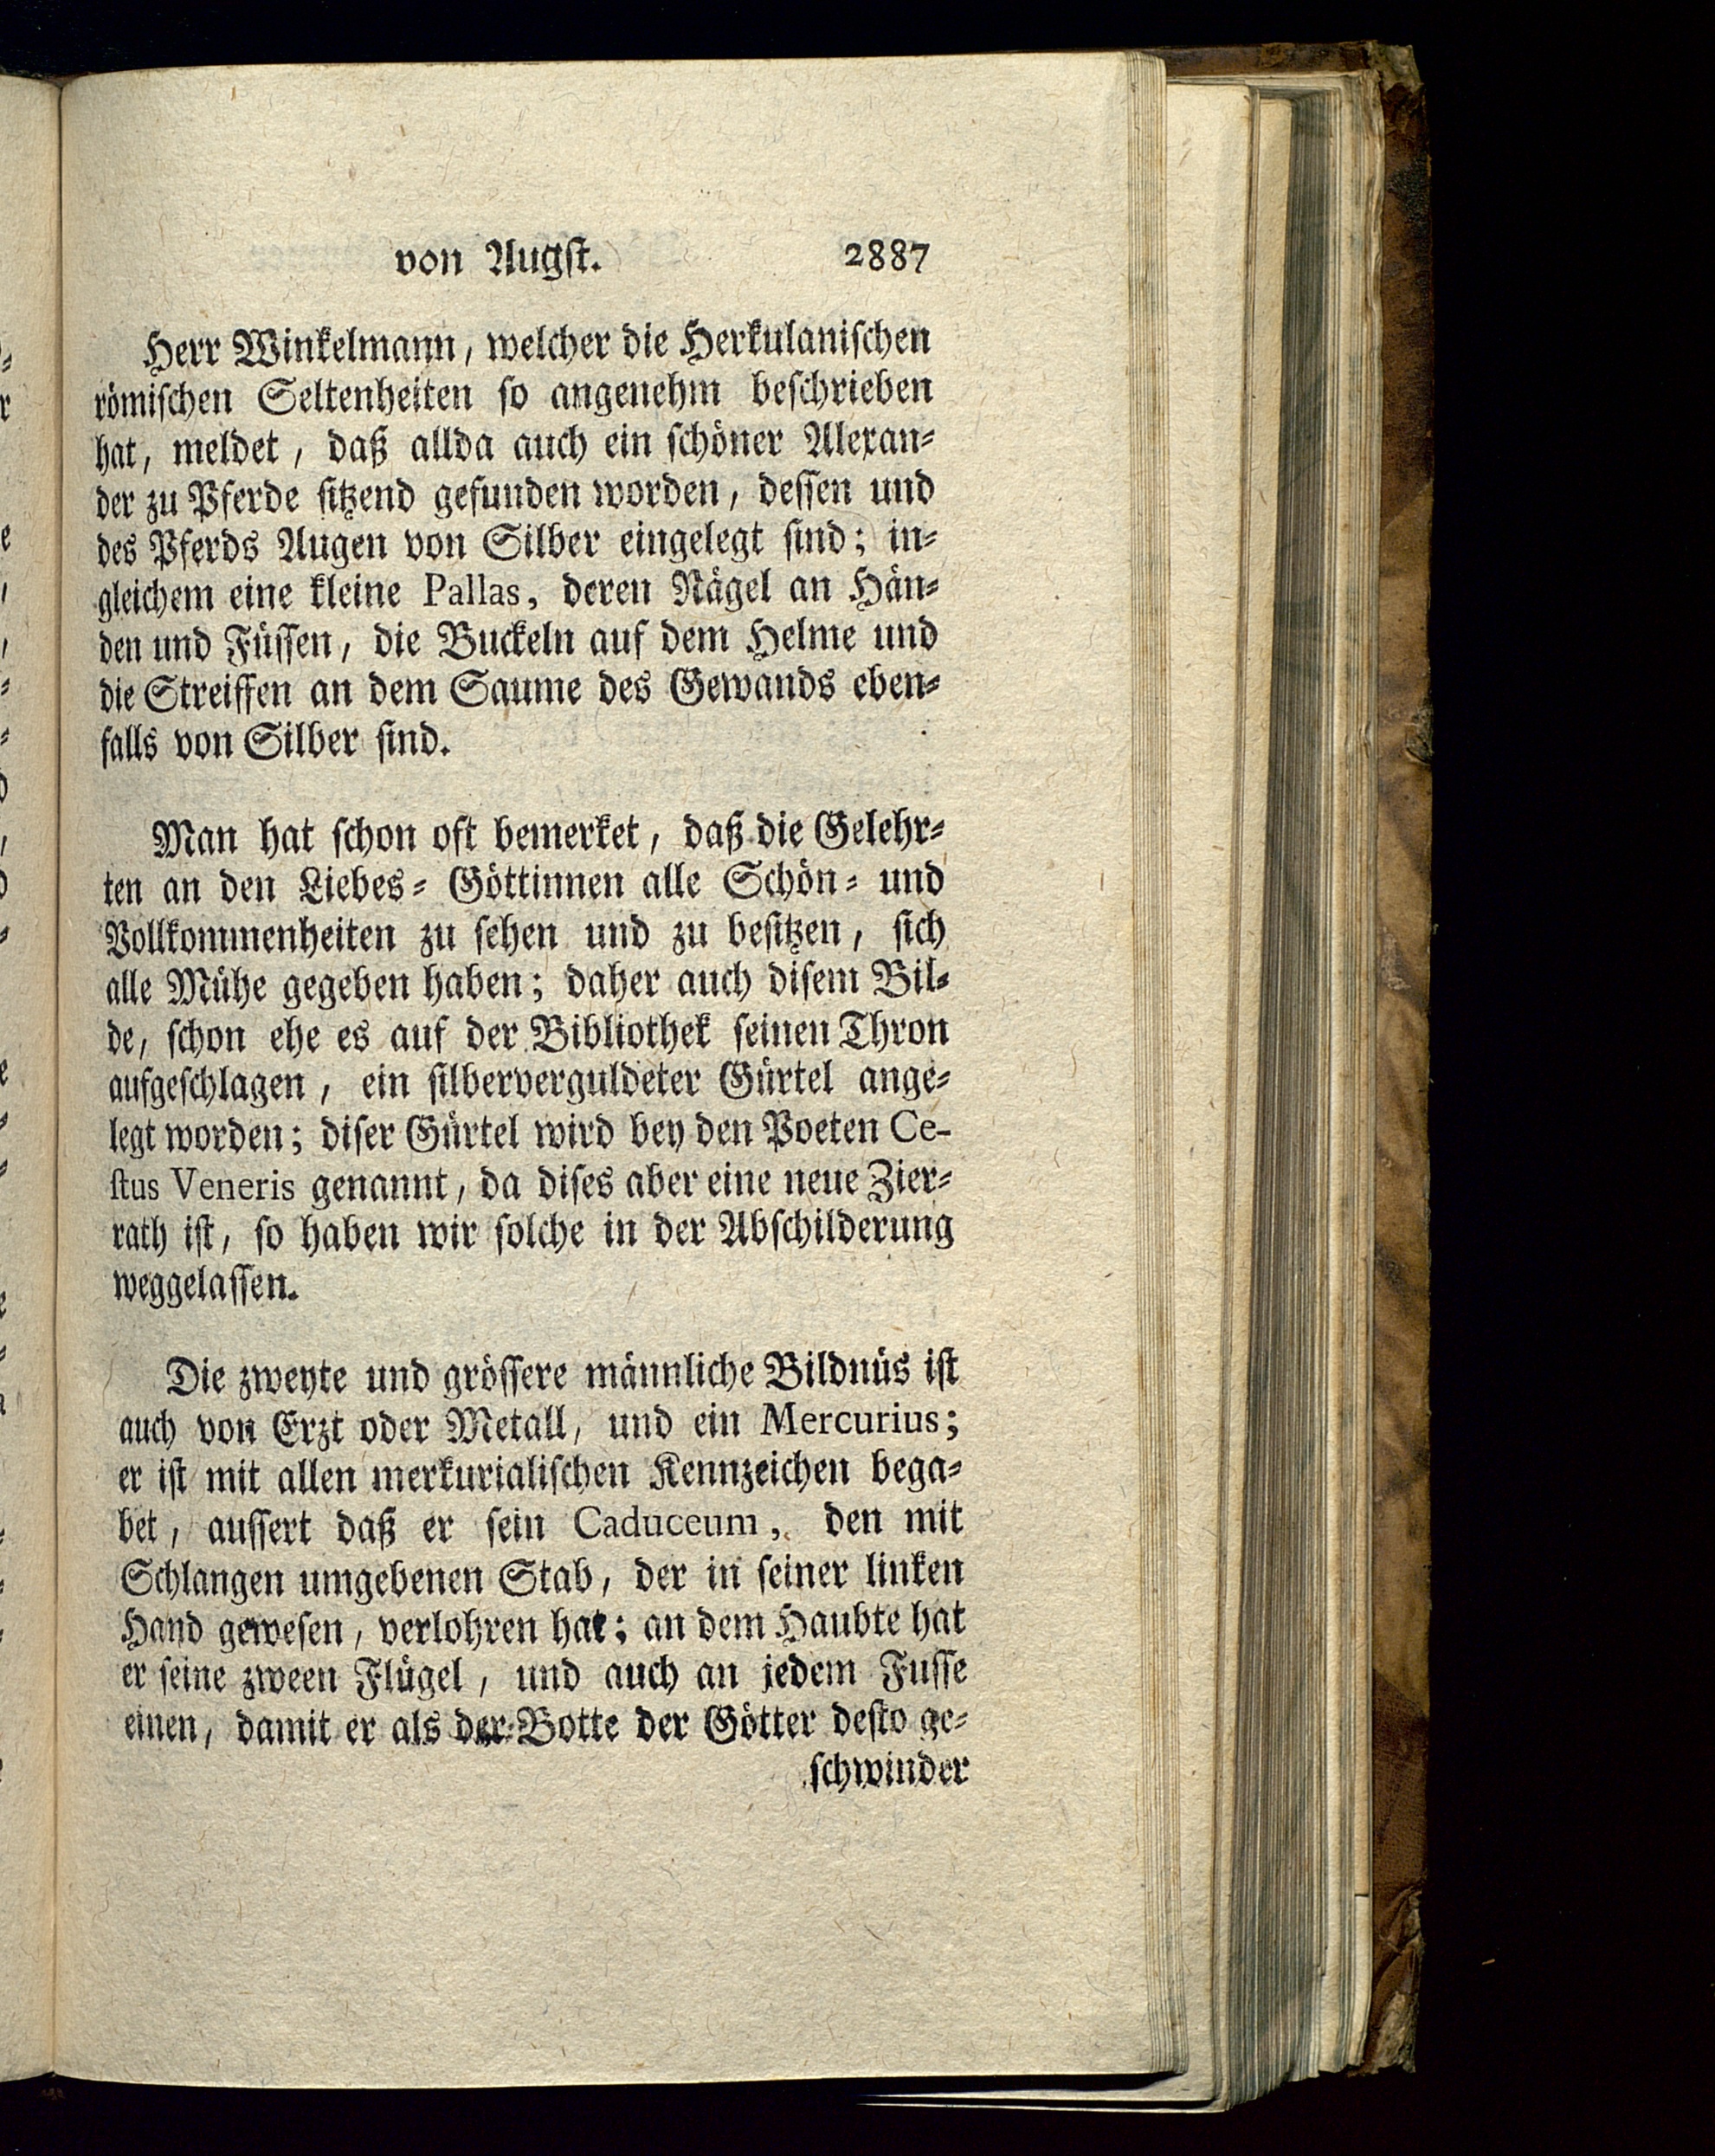 von Augst. 2887
Herr Winkelmann, welcher die Herkulanischen
römischen Seltenheiten so angenehm beschrieben
hat, meldet, daß allda auch ein schöner Alexan-
der zu Pferde sitzend gefunden worden, dessen und
des Pferds Augen von Silber eingelegt sind; in-
gleichem eine kleine Pallas, deren Nägel an Hän-
den und Füssen, die Buckeln auf dem Helme und
die Streiffen an dem Saume des Gewands eben-
falls von Silber sind.
Man hat schon oft bemerket, daß die Gelehr-
ten an den Liebes- Göttinnen alle Schön- und
Vollkommenheiten zu sehen und zu besitzen, sich
alle Mühe gegeben haben; daher auch disem Bil-
de, schon ehe es auf der Bibliothek seinen Thron
aufgeschlagen, ein silberverguldeter Gürtel ange-
legt worden; diser Gürtel wird bey den Poeten Ce-
stus Veneris genannt, da dises aber eine neue Zier-
rath ist, so haben wir solche in der Abschilderung
weggelassen.
Die zweyte und grössere männliche Bildnüs ist
auch von Erzt oder Metall, und ein Mercurius;
er ist mit allen merkurialischen Kennzeichen bega-
bet, aussert daß er sein Caduceum, den mit
Schlangen umgebenen Stab, der in seiner linken
Hand gewesen, verlohren hat; an dem Haubte hat
er seine zween Flügel, und auch an jedem Fusse
einen, damit er als der Botte der Götter desto ge-
schwinder